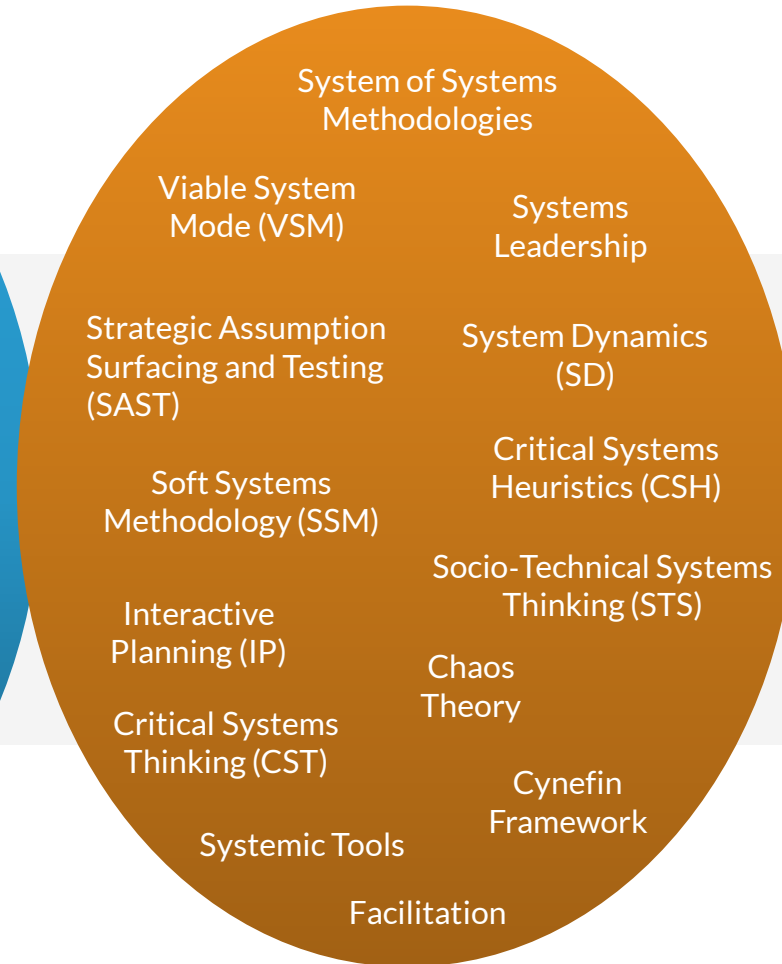 System of Systems
Methodologies
Viable System
Mode (VSM)
Systems
Leadership
Strategic Assumption
Surfacing and Testing
(SAST)
System Dynamics
(SD)
Critical Systems
Heuristics (CSH)
Soft Systems
Methodology (SSM)
Socio-Technical Systems
Thinking (STS)
Interactive
Planning (IP)
Chaos
Theory
Critical Systems
Thinking (CST)
Cynefin
Framework
Systemic Tools
Facilitation